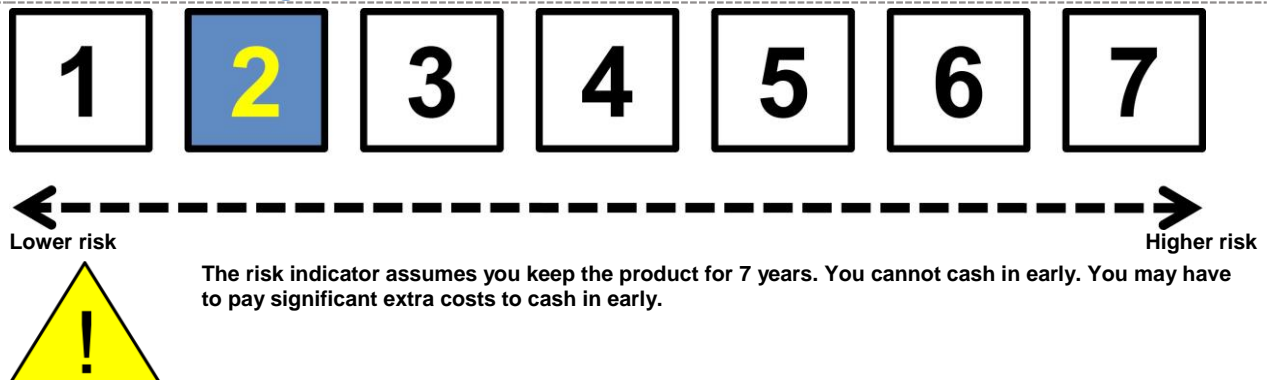 1 2 3 4 5 6 7
Lower risk Higher risk
The risk indicator assumes you keep the product for 7 years. You cannot cash in early. You may have
to pay significant extra costs to cash in early.
!